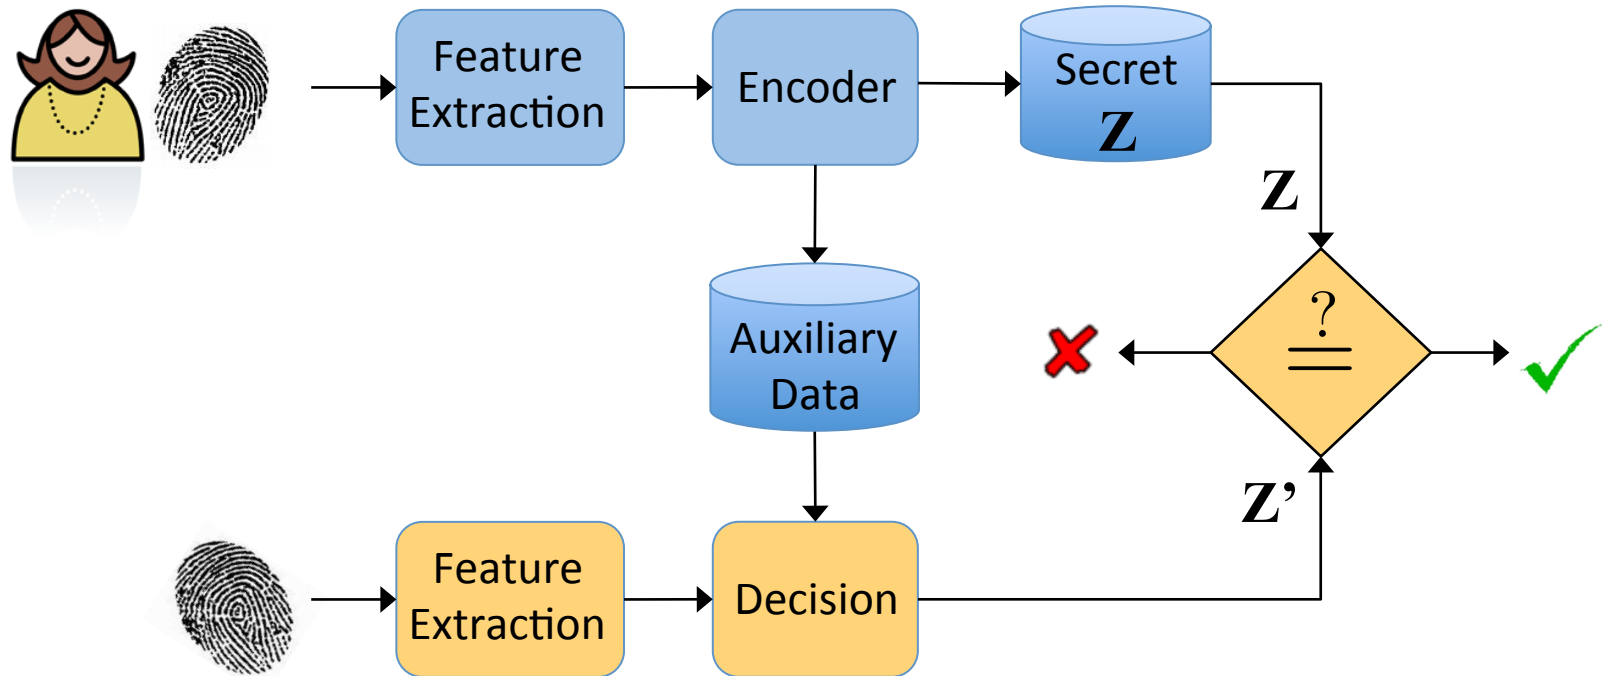 Feature
Extraction
Encoder
Secret
Z
Z
?
=
Auxiliary
Data
Z’
Feature
Extraction
Decision